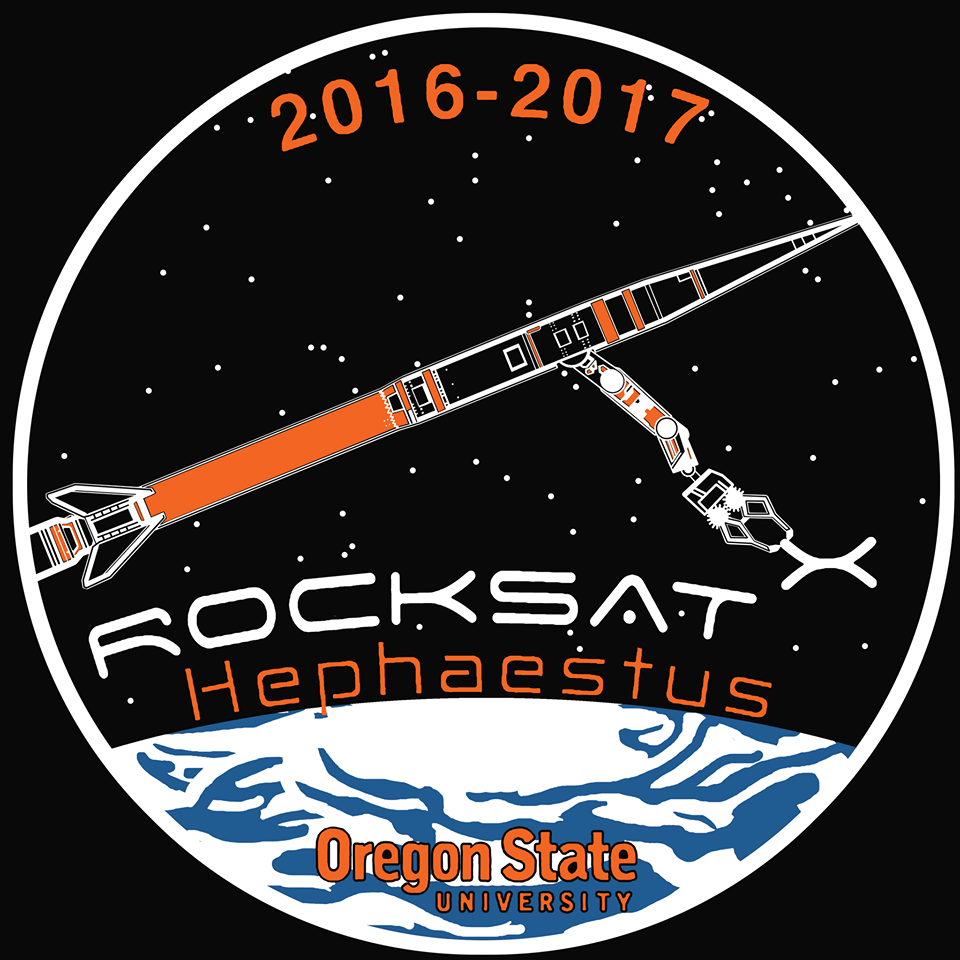 2016-2017
ROCKSAT X
Hephaestus
Oregon State
UNIVERSITY